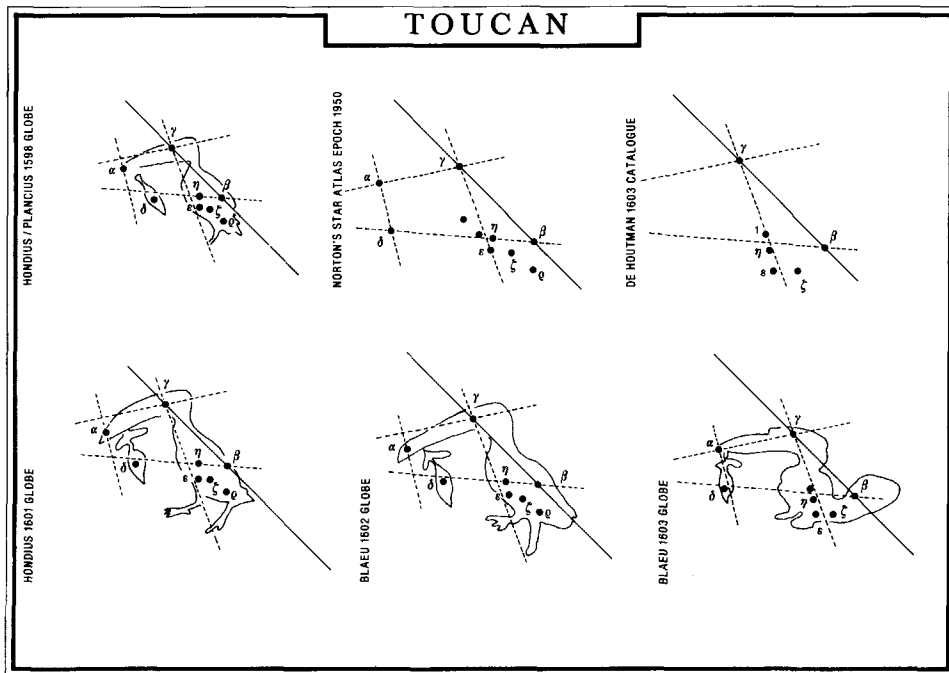 TOUCAN
HONDIUS / PLANCIUS 1598 GLOBE
γ
α
η
β
δ
ε
ζ
ϑ
NORTON'S STAR ATLAS EPOCH 1950
γ
α
δ
η
β
ε
ζ
ϑ
DE HOUTMAN 1603 CATALOGUE
γ
ι
β
η
ε
ζ
HONDIUS 1601 GLOBE
γ
α
η
β
δ
ε
ζ
ϑ
BLAEU 1602 GLOBE
γ
α
η
β
δ
ε
ζ
ϑ
BLAEU 1603 GLOBE
γ
α
β
δ
η
ζ
ε